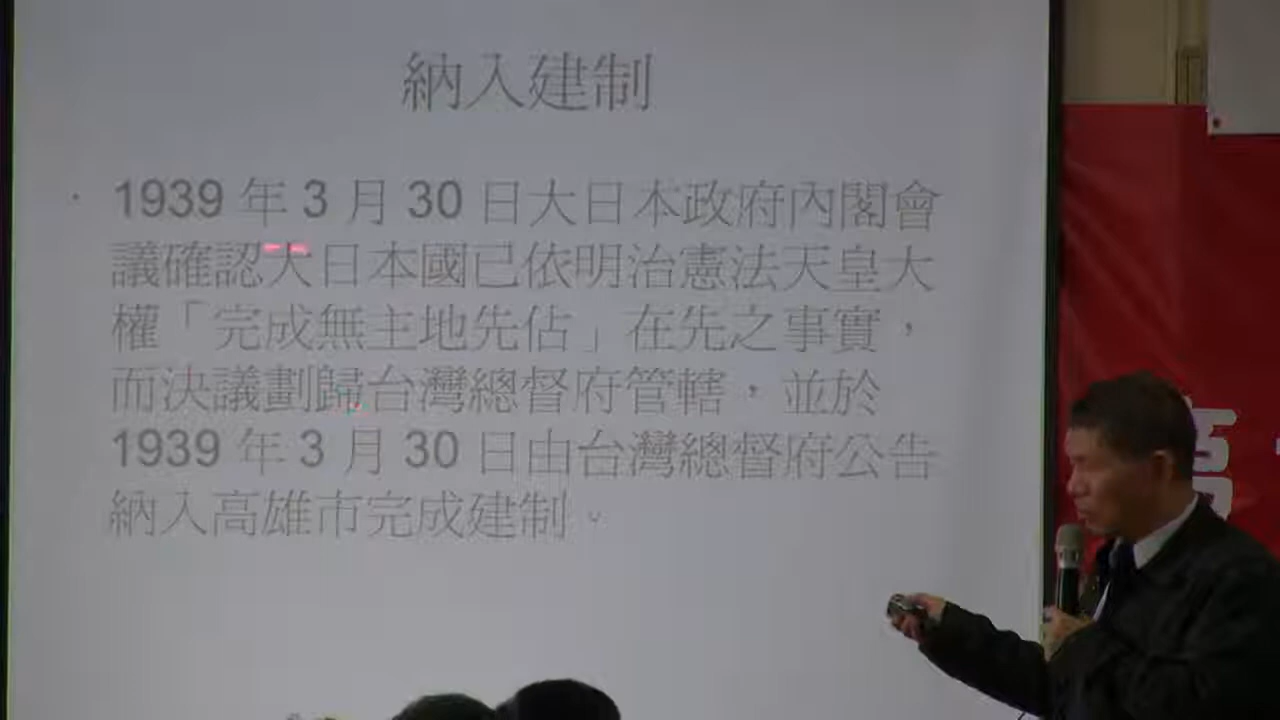 納入建制
· 1939 年 3 月 30 日大日本政府內閣會
議確認大日本國已依明治憲法天皇大
權「完成無主地先佔」在先之事實，
而決議劃歸台灣總督府管轄，並於
1939 年 3 月 30 日由台灣總督府公告
納入高雄市完成建制。